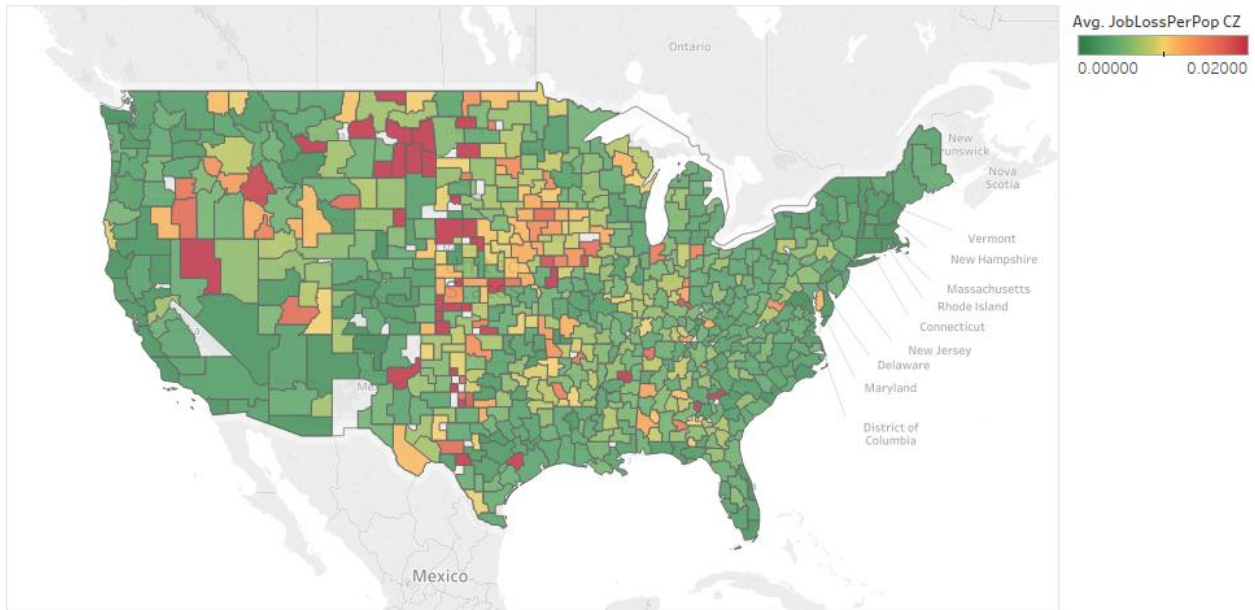 Avg. JobLossPerPop CZ
0.00000
0.02000
Ontario
New
runswick
Nova
Scotia
Vermont
New Hampshire
Massachusetts
Rhode Island
Connecticut
New Jersey
Delaware
Maryland
District of
Columbia
Mexico